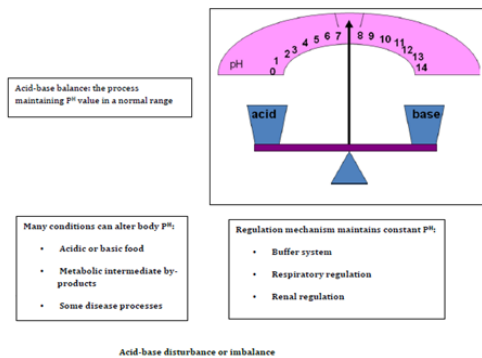 pH
0
1
2
3
4
5
6
7
8
9
10
11
12
13
14
Acid-base balance: the process
maintaining Pᴴ value in a normal range
acid
base
Many conditions can alter body Pᴴ:
• Acidic or basic food
• Metabolic intermediate by-
products
• Some disease processes
Regulation mechanism maintains constant Pᴴ:
• Buffer system
• Respiratory regulation
• Renal regulation
Acid-base disturbance or imbalance